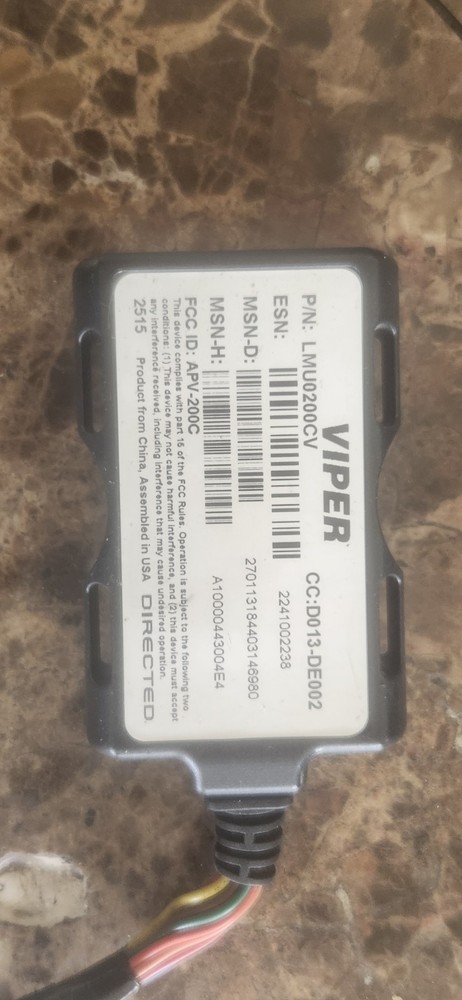 VIPER
P/N: LMU0200CV CC:D013-DE002
ESN: 2241002238
MSN-D: 270113184403146980
MSN-H: A10000443004E4
FCC ID: APV-200C
This device complies with part 15 of the FCC Rules. Operation is subject to the following two
conditions: (1) This device may not cause harmful interference, and (2) this device must accept
any interference received, including interference that may cause undesired operation.
2515 Product from China, Assembled in USA DIRECTED